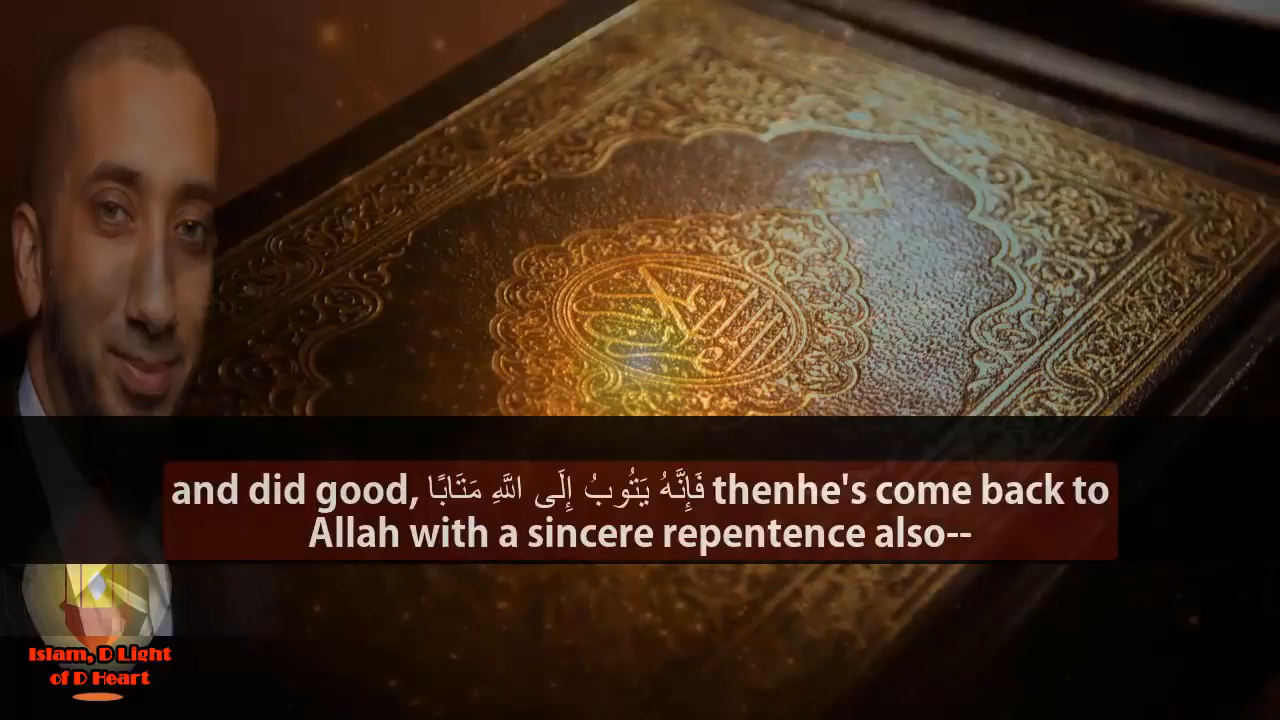 and did good, فَإِنَّهُ يَتُوبُ إِلَى اللَّهِ مَتَابًا thenhe's come back to
Allah with a sincere repentence also--
Islam, D Light
of D Heart